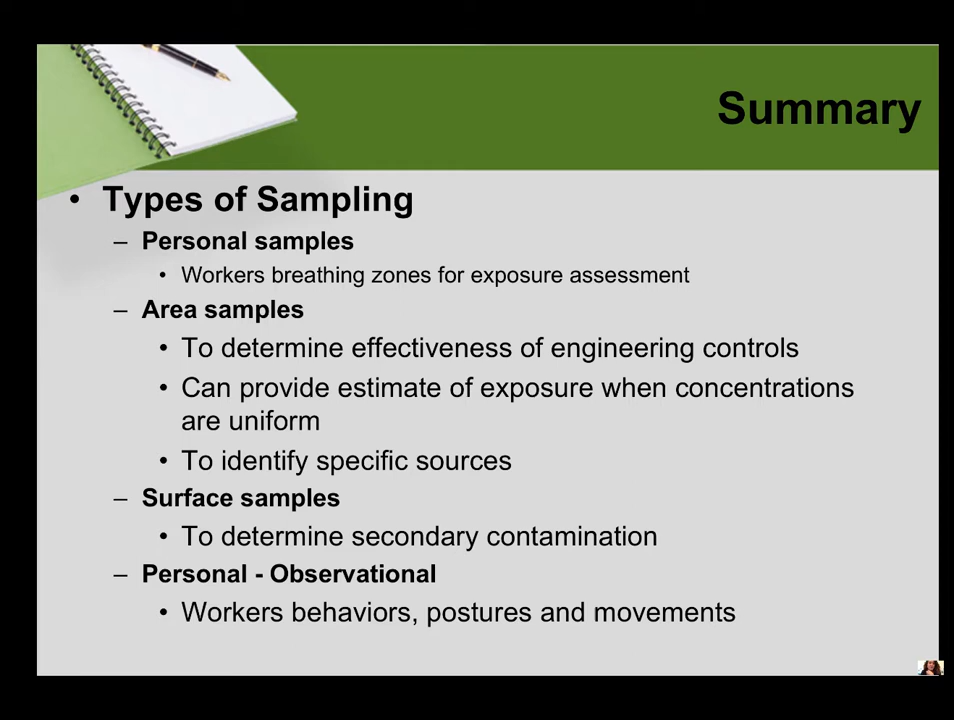 Summary
• Types of Sampling
– Personal samples
• Workers breathing zones for exposure assessment
– Area samples
• To determine effectiveness of engineering controls
• Can provide estimate of exposure when concentrations
are uniform
• To identify specific sources
– Surface samples
• To determine secondary contamination
– Personal - Observational
• Workers behaviors, postures and movements